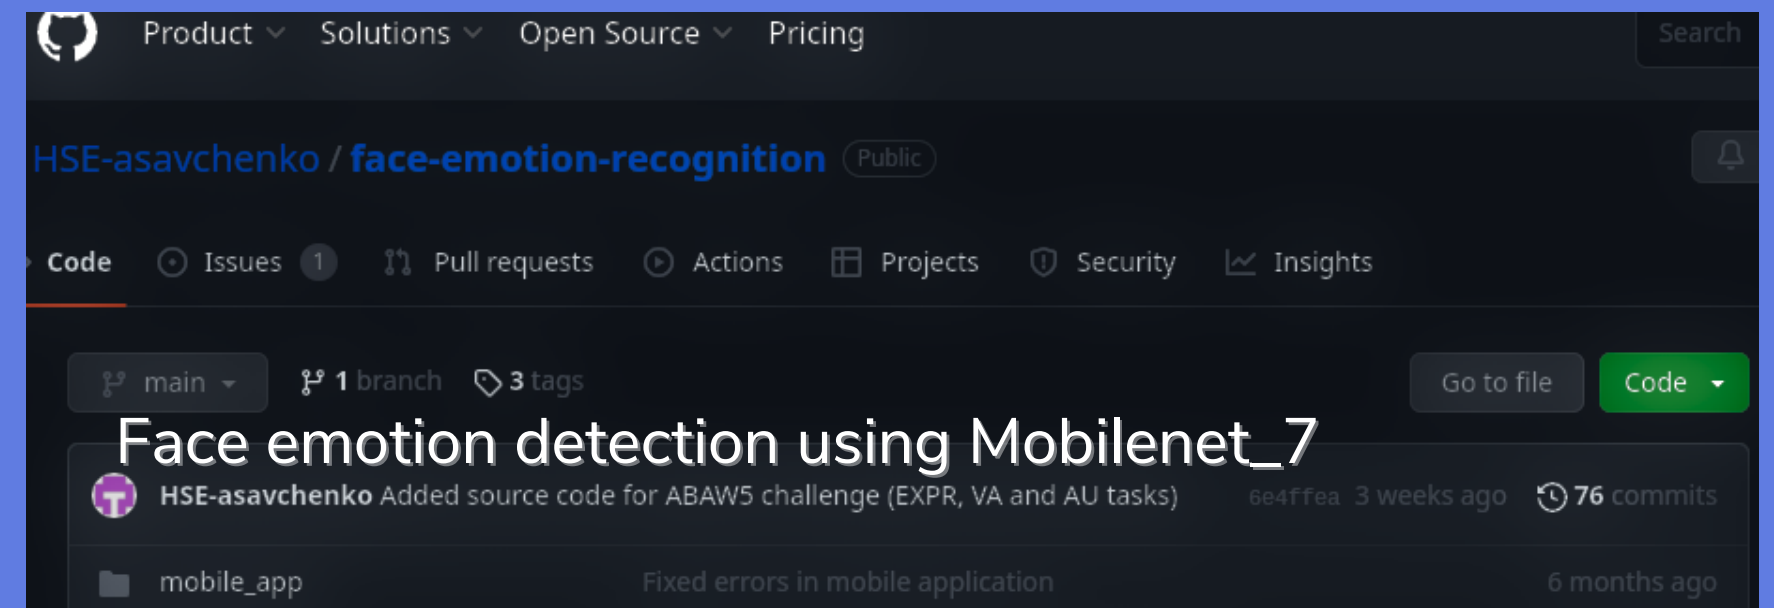 Product Solutions Open Source Pricing Search
HSE-asavchenko / face-emotion-recognition Public
Code Issues 1 Pull requests Actions Projects Security Insights
main 1 branch 3 tags Go to file Code
Face emotion detection using Mobilenet_7
HSE-asavchenko Added source code for ABAW5 challenge (EXPR, VA and AU tasks) 6e4ffea 3 weeks ago 76 commits
mobile_app Fixed errors in mobile application 6 months ago